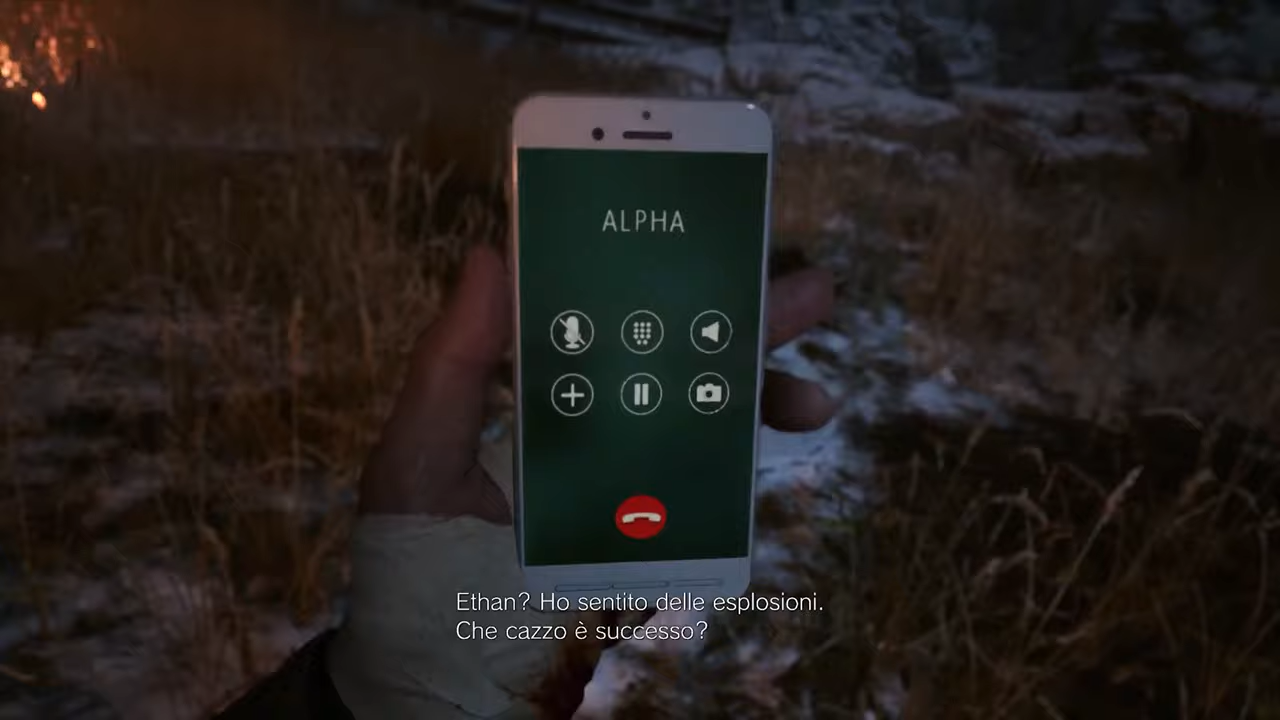 ALPHA
Ethan? Ho sentito delle esplosioni.
Che cazzo è successo?